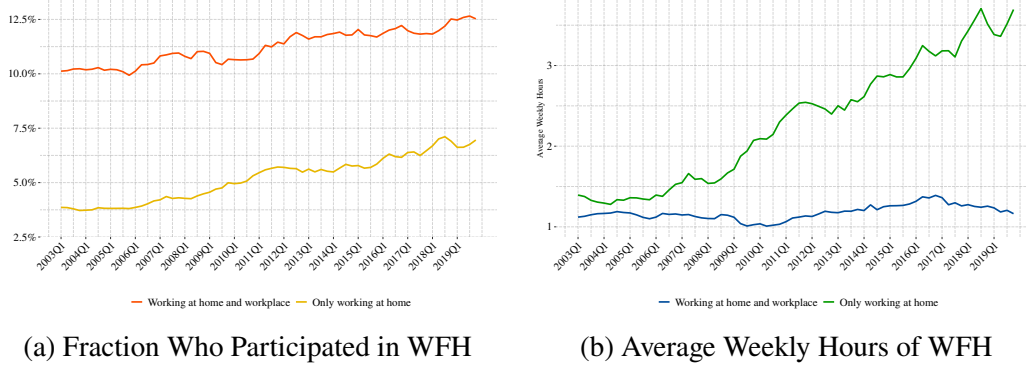 12.5%
10.0%
7.5%
5.0%
2.5%
2003Q1 2004Q1 2005Q1 2006Q1 2007Q1 2008Q1 2009Q1 2010Q1 2011Q1 2012Q1 2013Q1 2014Q1 2015Q1 2016Q1 2017Q1 2018Q1 2019Q1
Working at home and workplace Only working at home
(a) Fraction Who Participated in WFH
Average Weekly Hours
3
2
1
2003Q1 2004Q1 2005Q1 2006Q1 2007Q1 2008Q1 2009Q1 2010Q1 2011Q1 2012Q1 2013Q1 2014Q1 2015Q1 2016Q1 2017Q1 2018Q1 2019Q1
Working at home and workplace Only working at home
(b) Average Weekly Hours of WFH